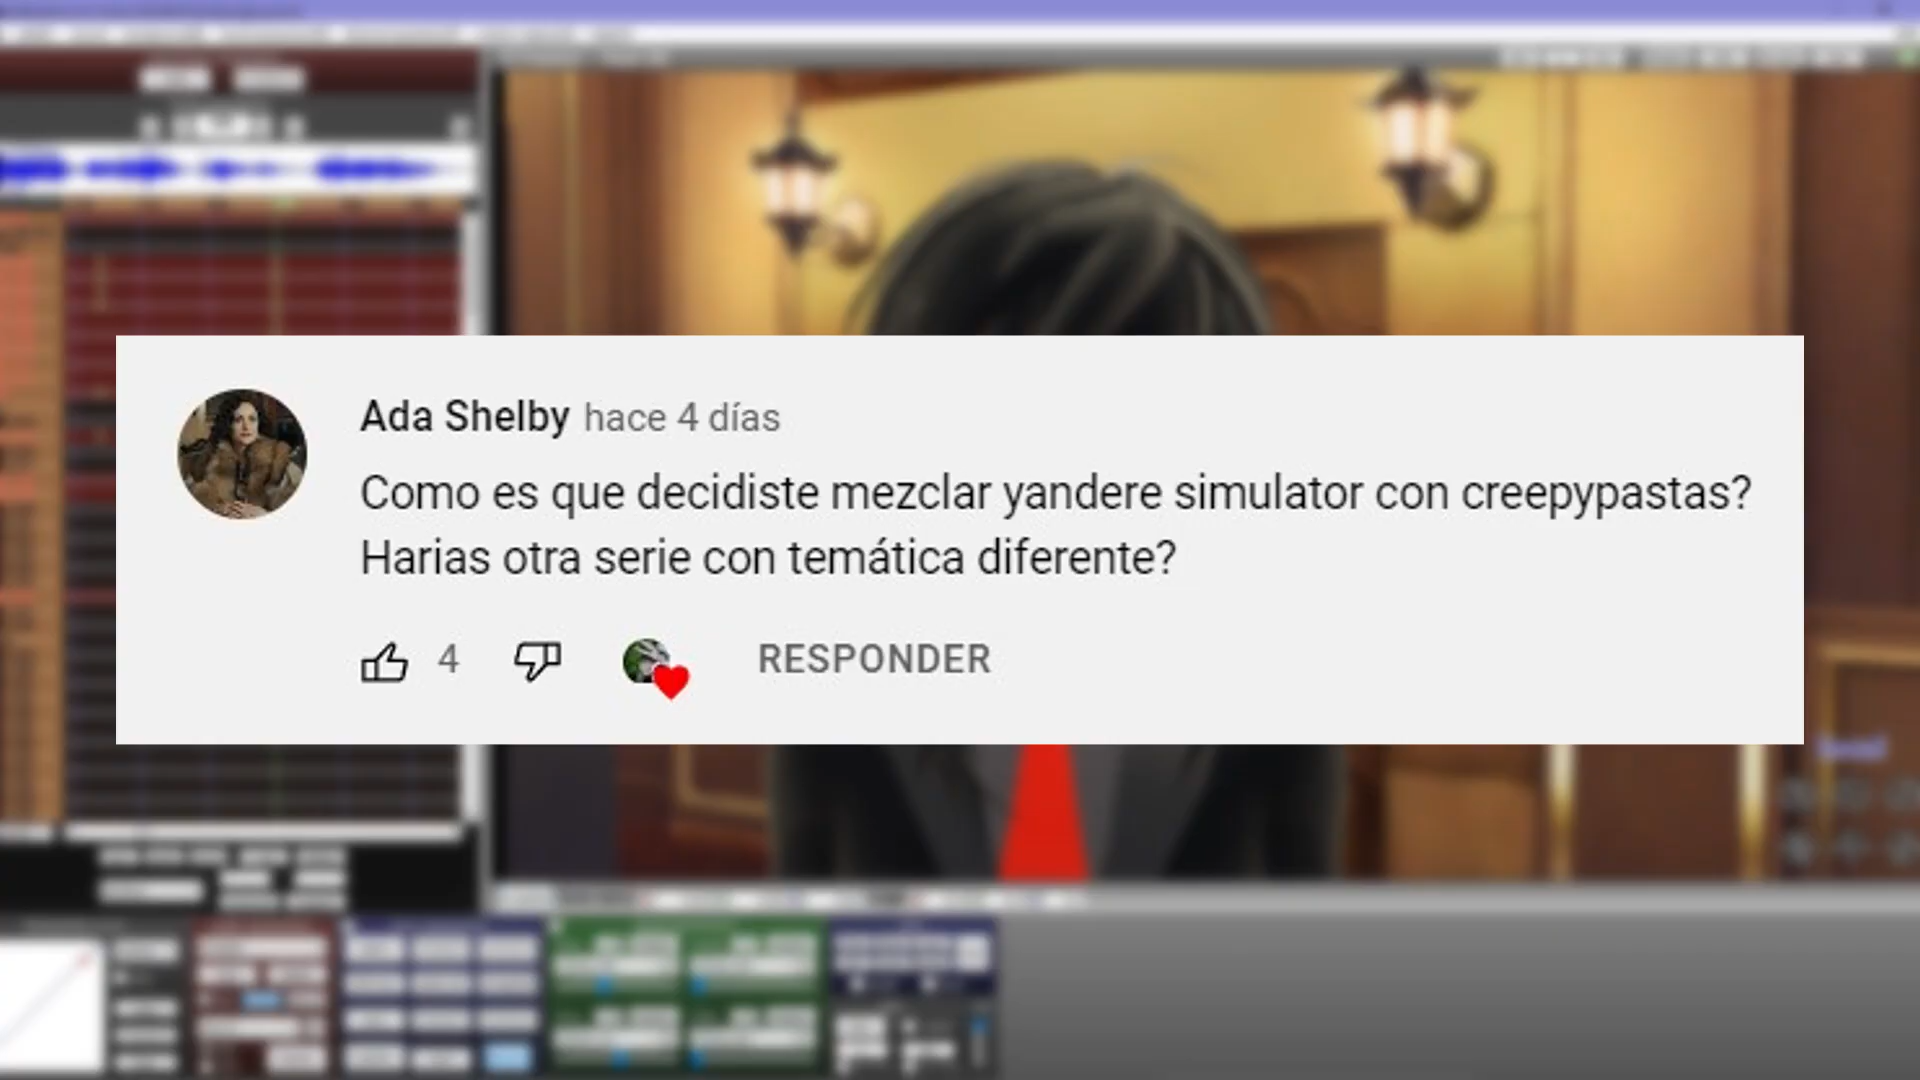 Ada Shelby hace 4 días
Como es que decidiste mezclar yandere simulator con creepypastas?
Harias otra serie con temática diferente?
4 RESPONDER